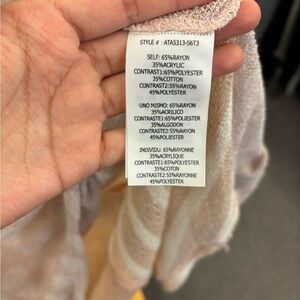 STYLE # : ATA5313-S6T3
SELF: 65%RAYON
35%ACRYLIC
CONTRAST1:65%POLYESTER
35%COTTON
CONTRAST2:55%RAYON
45%POLYESTER
UNO MISMO: 65%RAYON
35%ACRILICO
CONTRASTE1:65%POLIESTER
35%ALGODON
CONTRASTE2:55%RAYON
45%POLIESTER
INDIVIDU: 65%RAYONNE
35%ACRYLIQUE
CONTRASTE1:65%POLYESTER
35%COTON
CONTRASTE2:55%RAYONNE
45%POLYESTER